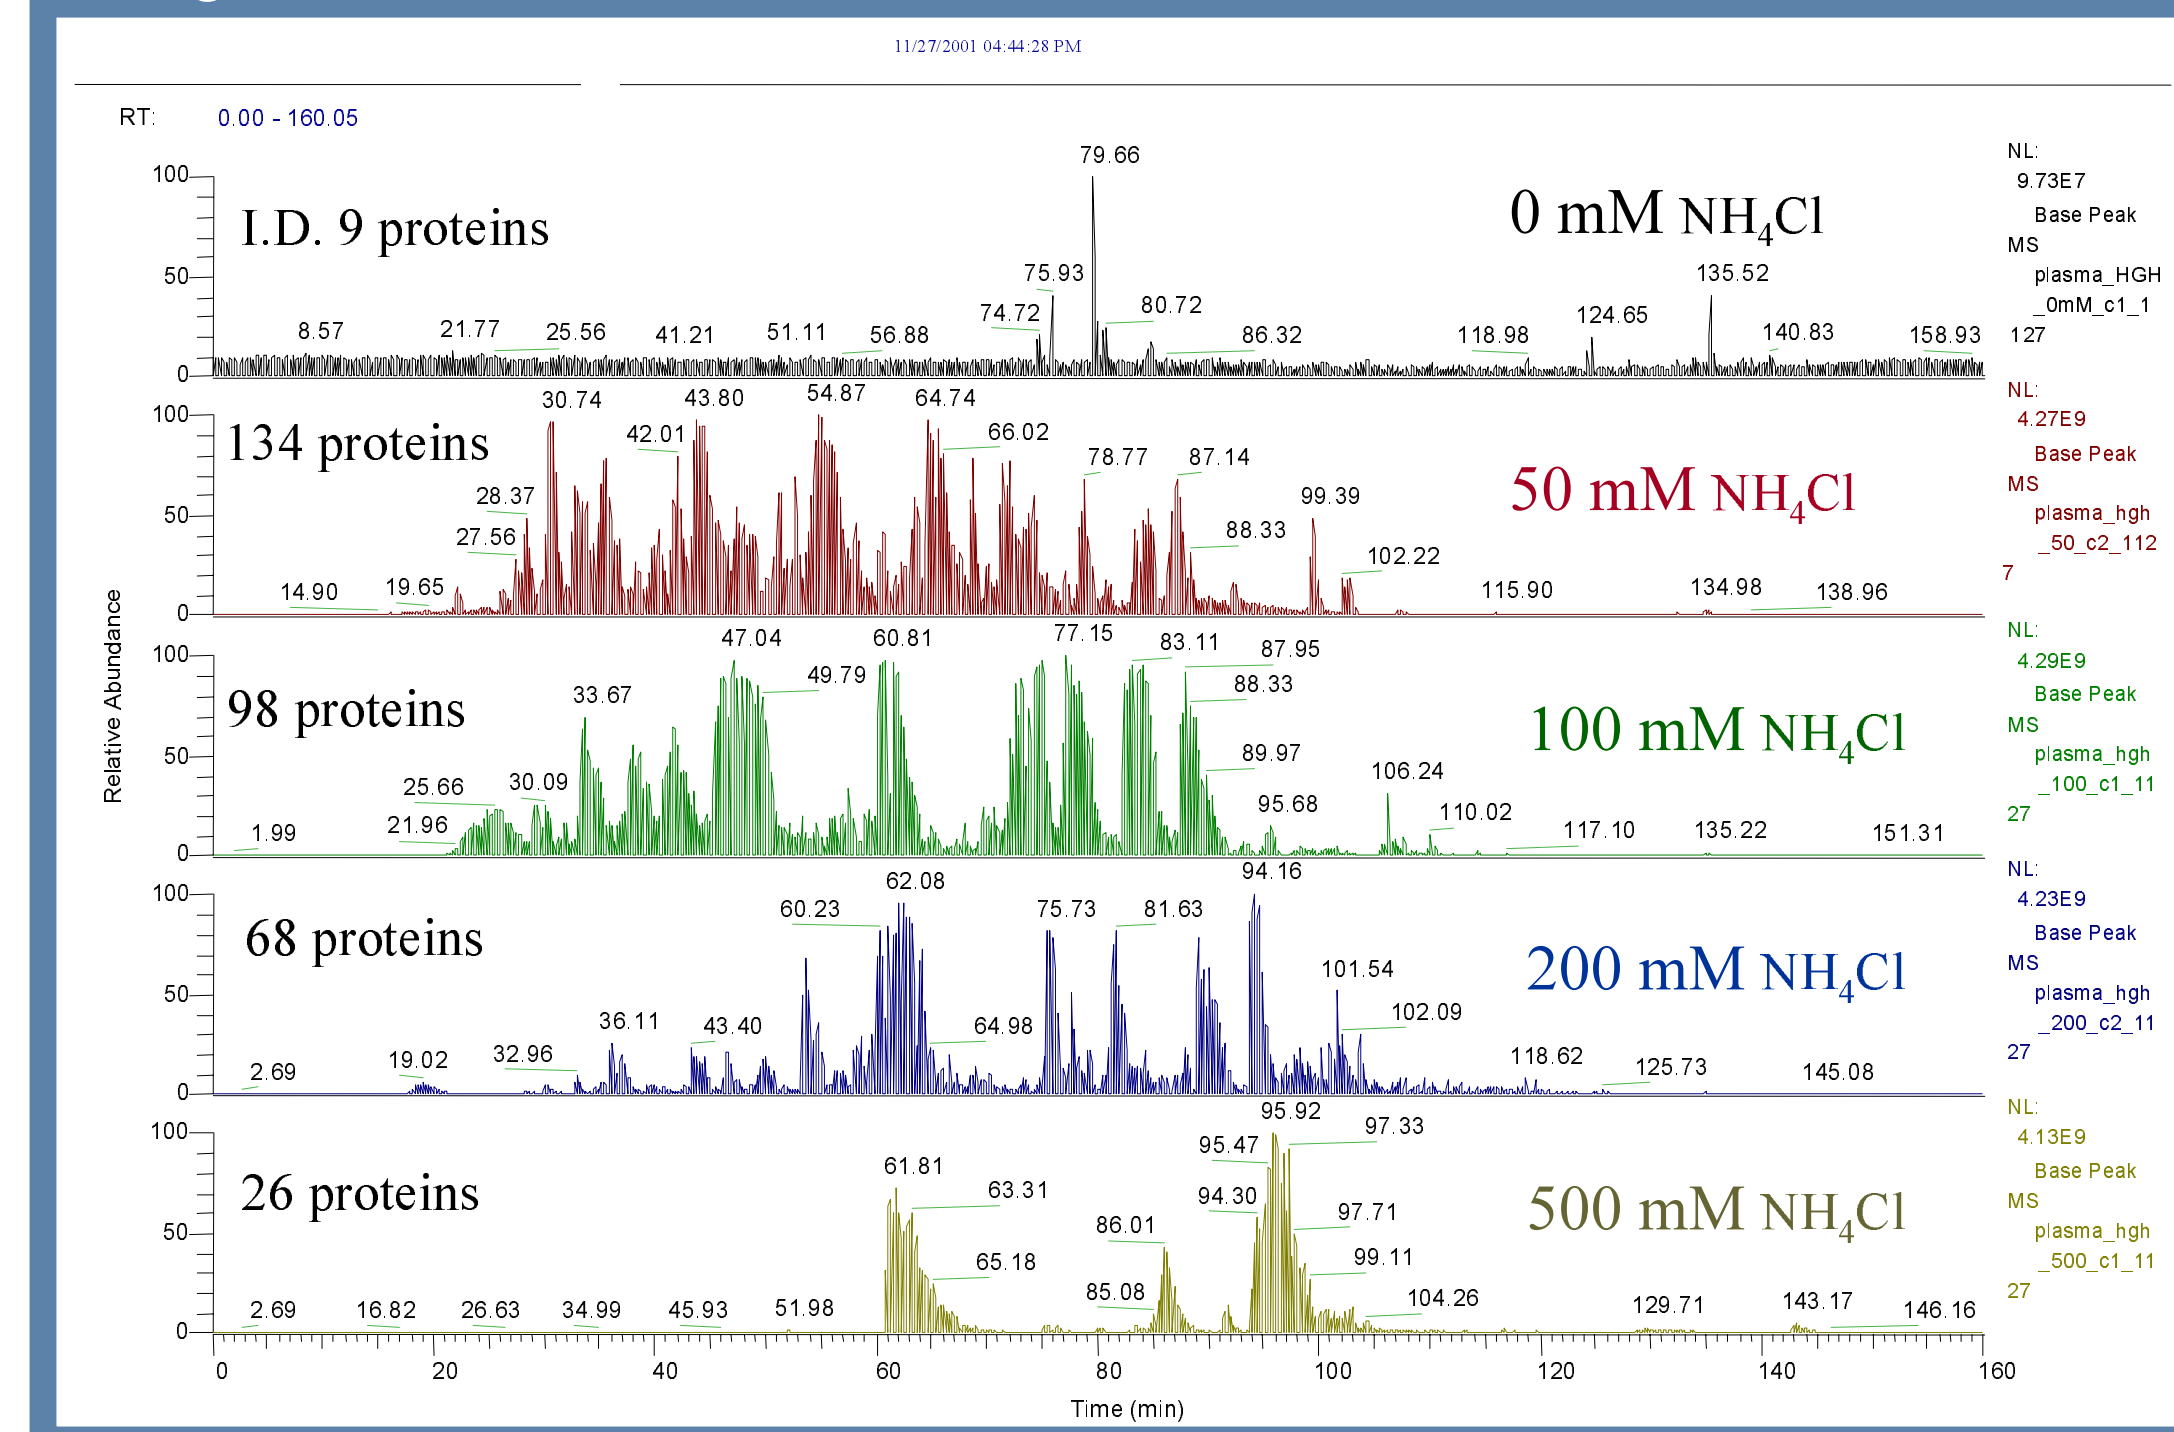 11/27/2001 04:44:28 PM
RT: 0.00 - 160.05
Relative Abundance
79.66
100
I.D. 9 proteins
0 mM NH4Cl
50
75.93
135.52
74.72
80.72
124.65
8.57 21.77 25.56 41.21 51.11 56.88 86.32 118.98 140.83 158.93
0
NL:
9.73E7
Base Peak
MS
plasma_HGH
_0mM_c1_1
127
30.74 43.80 54.87 64.74
100
134 proteins
42.01 66.02
78.77 87.14
50 mM NH4Cl
28.37 99.39
50
27.56 88.33
102.22
14.90 19.65 115.90 134.98 138.96
0
NL:
4.27E9
Base Peak
MS
plasma_hgh
_50_c2_112
7
47.04 60.81 77.15 83.11 87.95
100
98 proteins
33.67 49.79 88.33
100 mM NH4Cl
50
25.66 30.09 89.97 106.24
95.68 110.02
1.99 21.96 117.10 135.22 151.31
0
NL:
4.29E9
Base Peak
MS
plasma_hgh
_100_c1_11
27
62.08 94.16
100
60.23 75.73 81.63
68 proteins
200 mM NH4Cl
101.54
50
36.11 43.40 64.98 102.09
2.69 19.02 32.96 118.62 125.73 145.08
0
NL:
4.23E9
Base Peak
MS
plasma_hgh
_200_c2_11
27
95.92 97.33
100
95.47
61.81
26 proteins
63.31 94.30
500 mM NH4Cl
97.71
50
86.01
65.18 99.11
85.08 104.26
2.69 16.82 26.63 34.99 45.93 51.98 129.71 143.17 146.16
0
NL:
4.13E9
Base Peak
MS
plasma_hgh
_500_c1_11
27
0 20 40 60 80 100 120 140 160
Time (min)